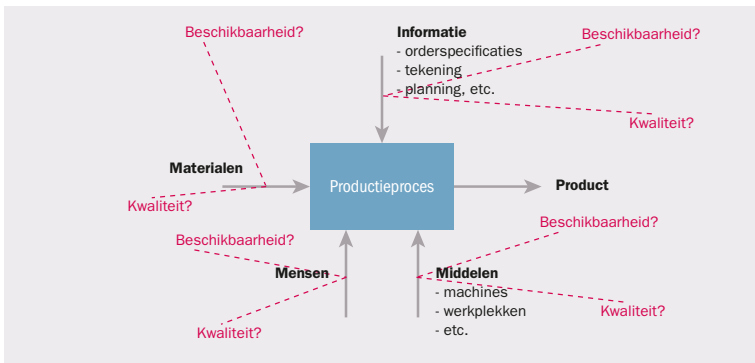 Beschikbaarheid?
Informatie
- orderspecificaties
- tekening
- planning, etc.
Beschikbaarheid?
Kwaliteit?
Materialen
Kwaliteit?
Productieproces
Product
Beschikbaarheid?
Mensen
Kwaliteit?
Beschikbaarheid?
Middelen
- machines
- werkplekken
- etc.
Kwaliteit?